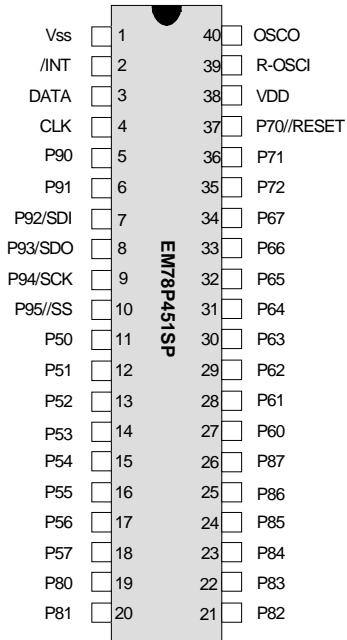 Vss 1 40 OSCO
/INT 2 39 R-OSCI
DATA 3 38 VDD
CLK 4 37 P70//RESET
P90 5 36 P71
P91 6 35 P72
P92/SDI 7 34 P67
P93/SDO 8 33 P66
P94/SCK 9 32 P65
P95//SS 10 31 P64
P50 11 30 P63
P51 12 29 P62
P52 13 28 P61
P53 14 27 P60
P54 15 26 P87
P55 16 25 P86
P56 17 24 P85
P57 18 23 P84
P80 19 22 P83
P81 20 21 P82
EM78P451SP